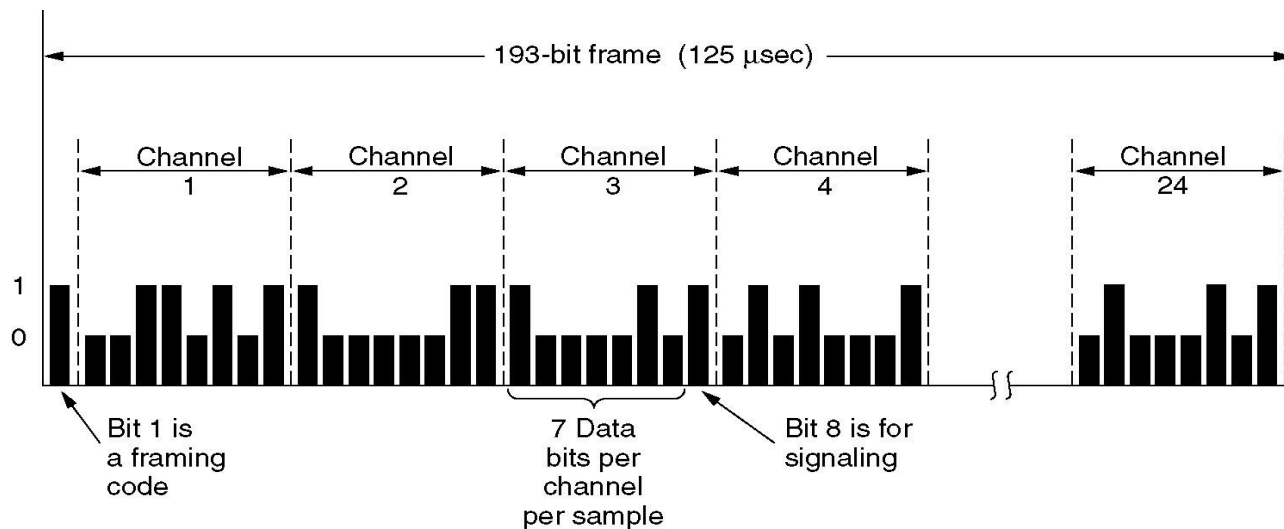 193-bit frame (125 μsec)
Channel
1
Channel
2
Channel
3
Channel
4
Channel
24
1
0
Bit 1 is
a framing
code
7 Data
bits per
channel
per sample
Bit 8 is for
signaling